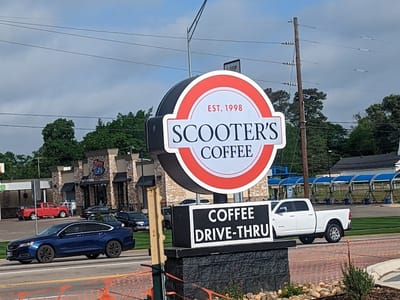 EST. 1998
SCOOTER'S
COFFEE
COFFEE
DRIVE-THRU